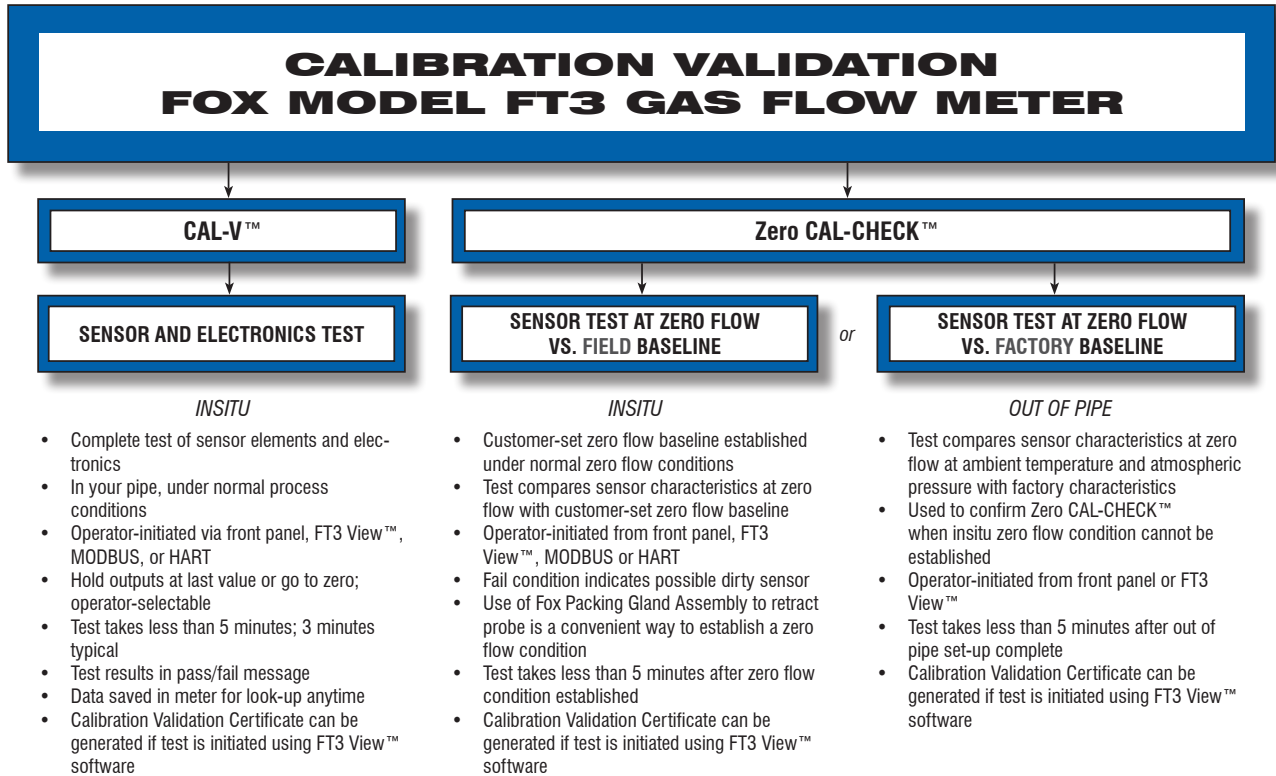 CALIBRATION VALIDATION
FOX MODEL FT3 GAS FLOW METER
CAL-V™
Zero CAL-CHECK™
SENSOR AND ELECTRONICS TEST
SENSOR TEST AT ZERO FLOW
VS. FIELD BASELINE
or
SENSOR TEST AT ZERO FLOW
VS. FACTORY BASELINE
INSITU
• Complete test of sensor elements and elec-
tronics
• In your pipe, under normal process
conditions
• Operator-initiated via front panel, FT3 View™,
MODBUS, or HART
• Hold outputs at last value or go to zero;
operator-selectable
• Test takes less than 5 minutes; 3 minutes
typical
• Test results in pass/fail message
• Data saved in meter for look-up anytime
• Calibration Validation Certificate can be
generated if test is initiated using FT3 View™
software
INSITU
• Customer-set zero flow baseline established
under normal zero flow conditions
• Test compares sensor characteristics at zero
flow with customer-set zero flow baseline
• Operator-initiated from front panel, FT3
View™, MODBUS or HART
• Fail condition indicates possible dirty sensor
• Use of Fox Packing Gland Assembly to retract
probe is a convenient way to establish a zero
flow condition
• Test takes less than 5 minutes after zero flow
condition established
• Calibration Validation Certificate can be
generated if test is initiated using FT3 View™
software
OUT OF PIPE
• Test compares sensor characteristics at zero
flow at ambient temperature and atmospheric
pressure with factory characteristics
• Used to confirm Zero CAL-CHECK™
when insitu zero flow condition cannot be
established
• Operator-initiated from front panel or FT3
View™
• Test takes less than 5 minutes after out of
pipe set-up complete
• Calibration Validation Certificate can be
generated if test is initiated using FT3 View™
software